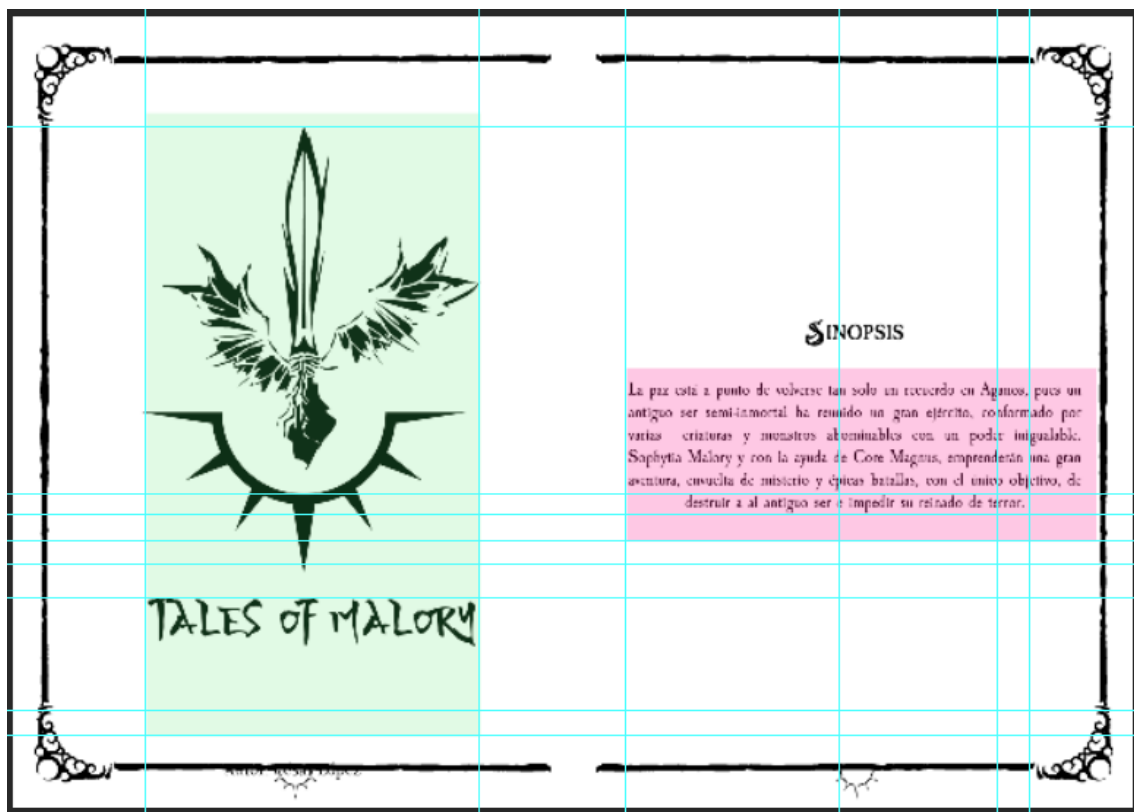 TALES OF MALORY
SINOPSIS
La paz está a punto de volverse tan solo un recuerdo en Aganos, pues un
antiguo ser semi-inmortal ha reunido un gran ejército, conformado por
varias criaturas y monstros abominables con un poder inigualable.
Sophytia Malory y con la ayuda de Core Magnus, emprenderán una gran
aventura, envuelta de misterio y épicas batallas, con el único objetivo, de
destruir a al antiguo ser e impedir su reinado de terror.
López